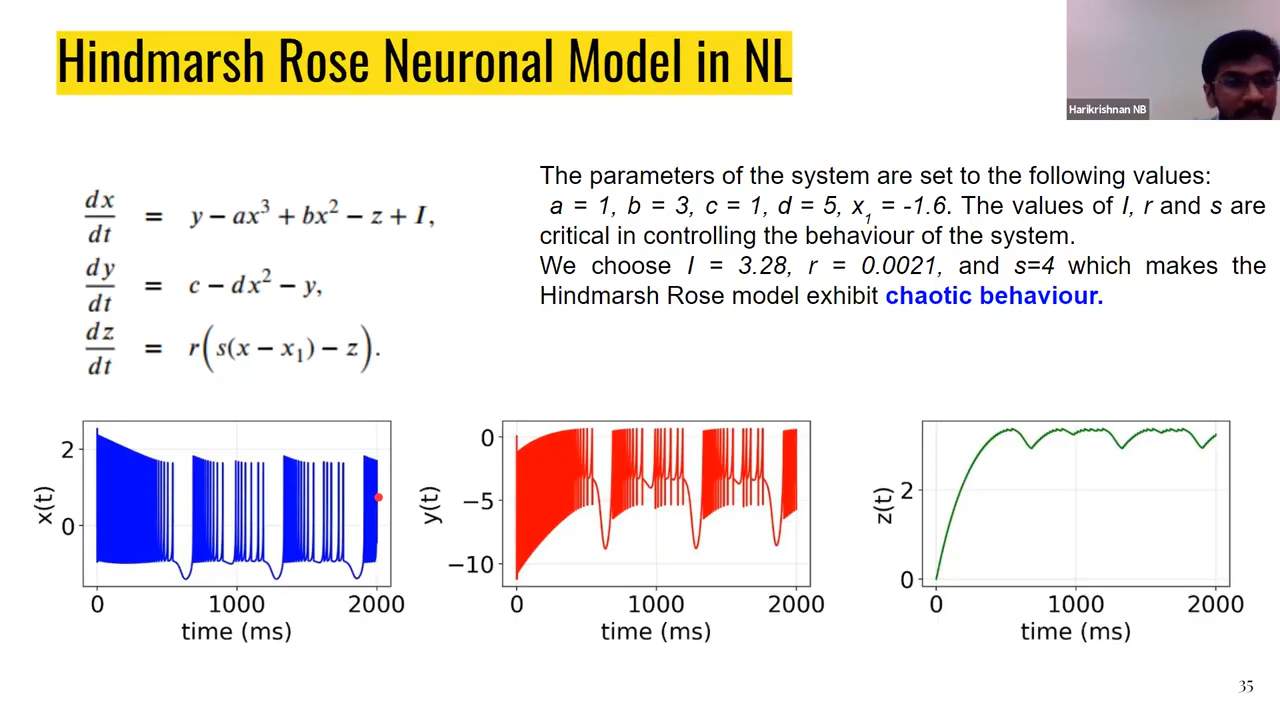 Hindmarsh Rose Neuronal Model in NL
Harikrishnan NB
dx/dt = y − ax³ + bx² − z + I,
dy/dt = c − dx² − y,
dz/dt = r(s(x − x₁) − z).
The parameters of the system are set to the following values:
a = 1, b = 3, c = 1, d = 5, x₁ = -1.6. The values of I, r and s are
critical in controlling the behaviour of the system.
We choose I = 3.28, r = 0.0021, and s=4 which makes the
Hindmarsh Rose model exhibit chaotic behaviour.
x(t)
2
0
0 1000 2000
time (ms)
y(t)
0
−5
−10
0 1000 2000
time (ms)
z(t)
2
0
0 1000 2000
time (ms)
35